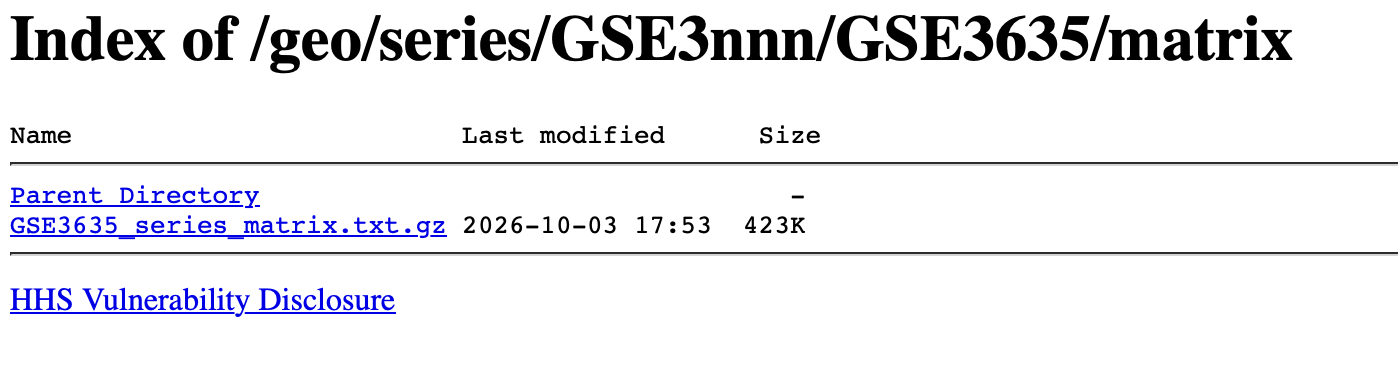 Index of /geo/series/GSE3nnn/GSE3635/matrix
Name Last modified Size
Parent Directory -
GSE3635_series_matrix.txt.gz 2026-10-03 17:53 423K
HHS Vulnerability Disclosure